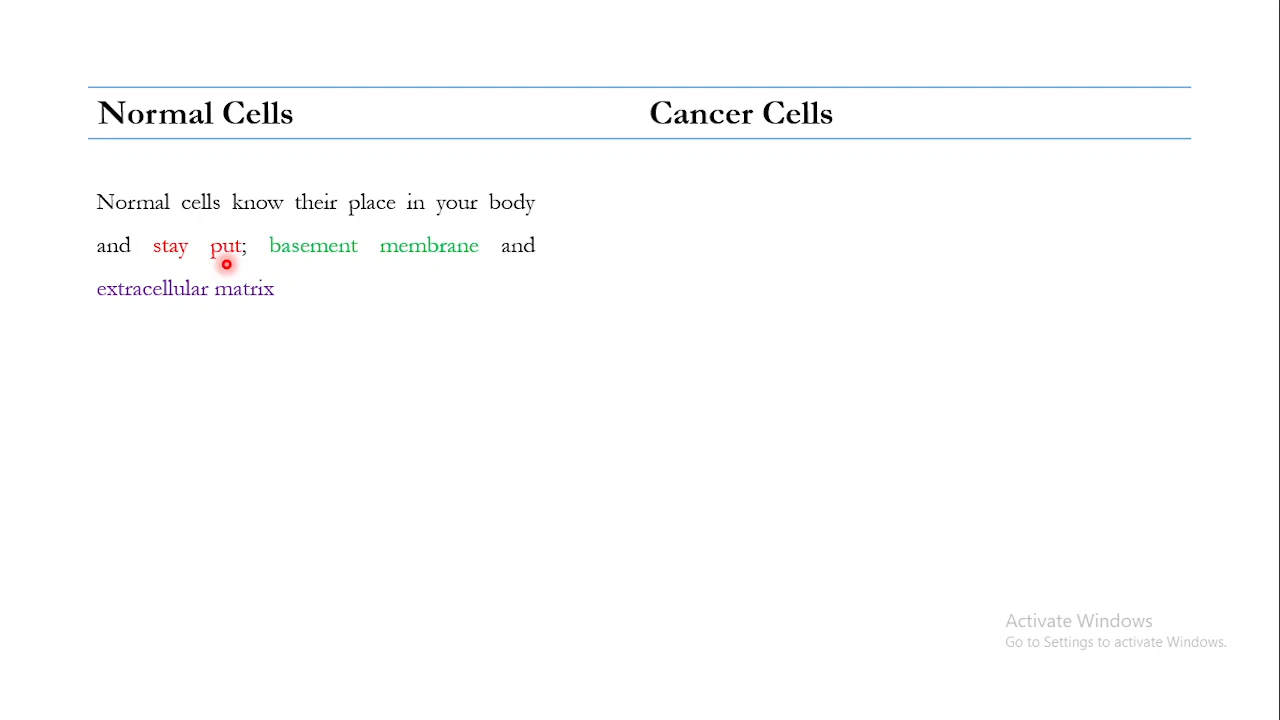 Normal Cells
Cancer Cells
Normal cells know their place in your body
and stay put; basement membrane and
extracellular matrix
Activate Windows
Go to Settings to activate Windows.